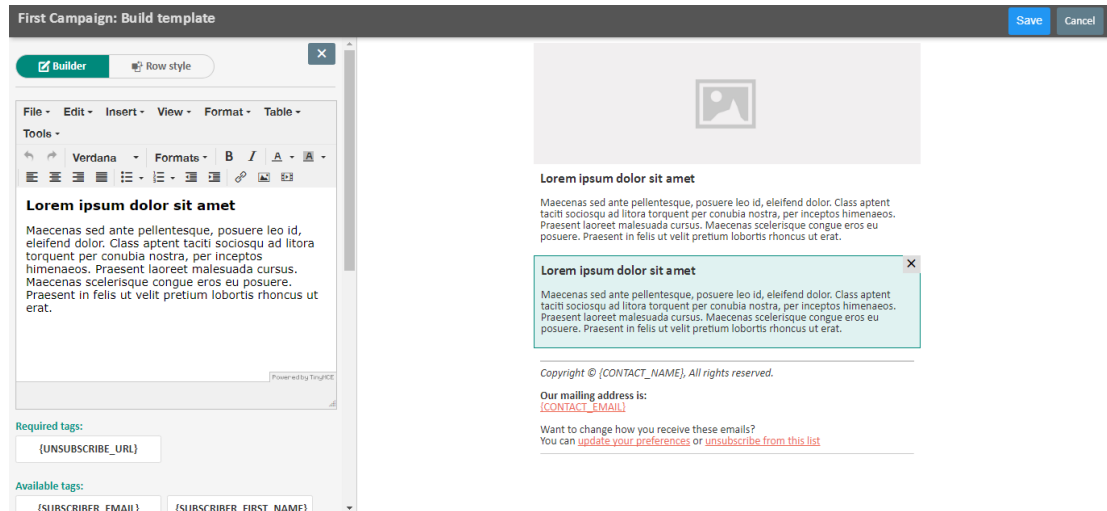 First Campaign: Build template
Save
Cancel
Builder
Row style
File
Edit
Insert
View
Format
Table
Tools
Verdana
Formats
B
I
A
A
Lorem ipsum dolor sit amet
Maecenas sed ante pellentesque, posuere leo id,
eleifend dolor. Class aptent taciti sociosqu ad litora
torquent per conubia nostra, per inceptos
himenaeos. Praesent laoreet malesuada cursus.
Maecenas scelerisque congue eros eu posuere.
Praesent in felis ut velit pretium lobortis rhoncus ut
erat.
Powered by TinyMCE
Required tags:
{UNSUBSCRIBE_URL}
Available tags:
{SUBSCRIBER_EMAIL}
{SUBSCRIBER_FIRST_NAME}
Lorem ipsum dolor sit amet
Maecenas sed ante pellentesque, posuere leo id, eleifend dolor. Class aptent
taciti sociosqu ad litora torquent per conubia nostra, per inceptos himenaeos.
Praesent laoreet malesuada cursus. Maecenas scelerisque congue eros eu
posuere. Praesent in felis ut velit pretium lobortis rhoncus ut erat.
Lorem ipsum dolor sit amet
Maecenas sed ante pellentesque, posuere leo id, eleifend dolor. Class aptent
taciti sociosqu ad litora torquent per conubia nostra, per inceptos himenaeos.
Praesent laoreet malesuada cursus. Maecenas scelerisque congue eros eu
posuere. Praesent in felis ut velit pretium lobortis rhoncus ut erat.
Copyright © {CONTACT_NAME}, All rights reserved.
Our mailing address is:
{CONTACT_EMAIL}
Want to change how you receive these emails?
You can update your preferences or unsubscribe from this list